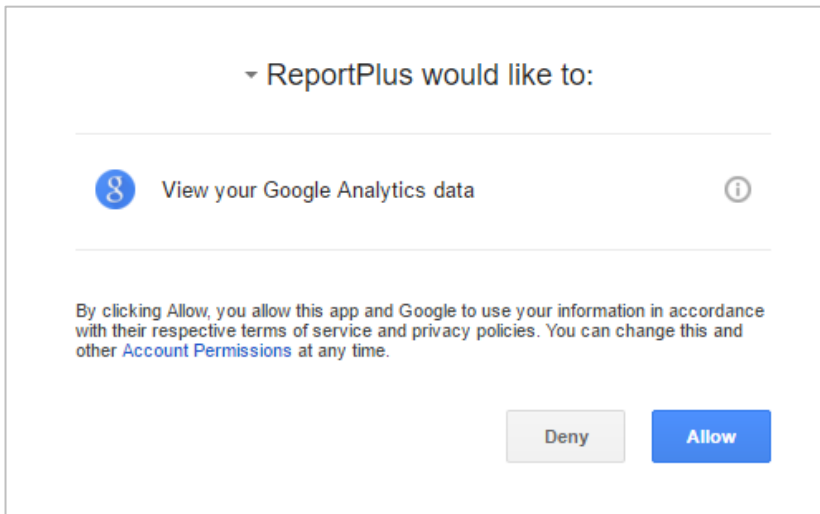 ReportPlus would like to:
g
View your Google Analytics data
i
By clicking Allow, you allow this app and Google to use your information in accordance
with their respective terms of service and privacy policies. You can change this and
other Account Permissions at any time.
Deny
Allow